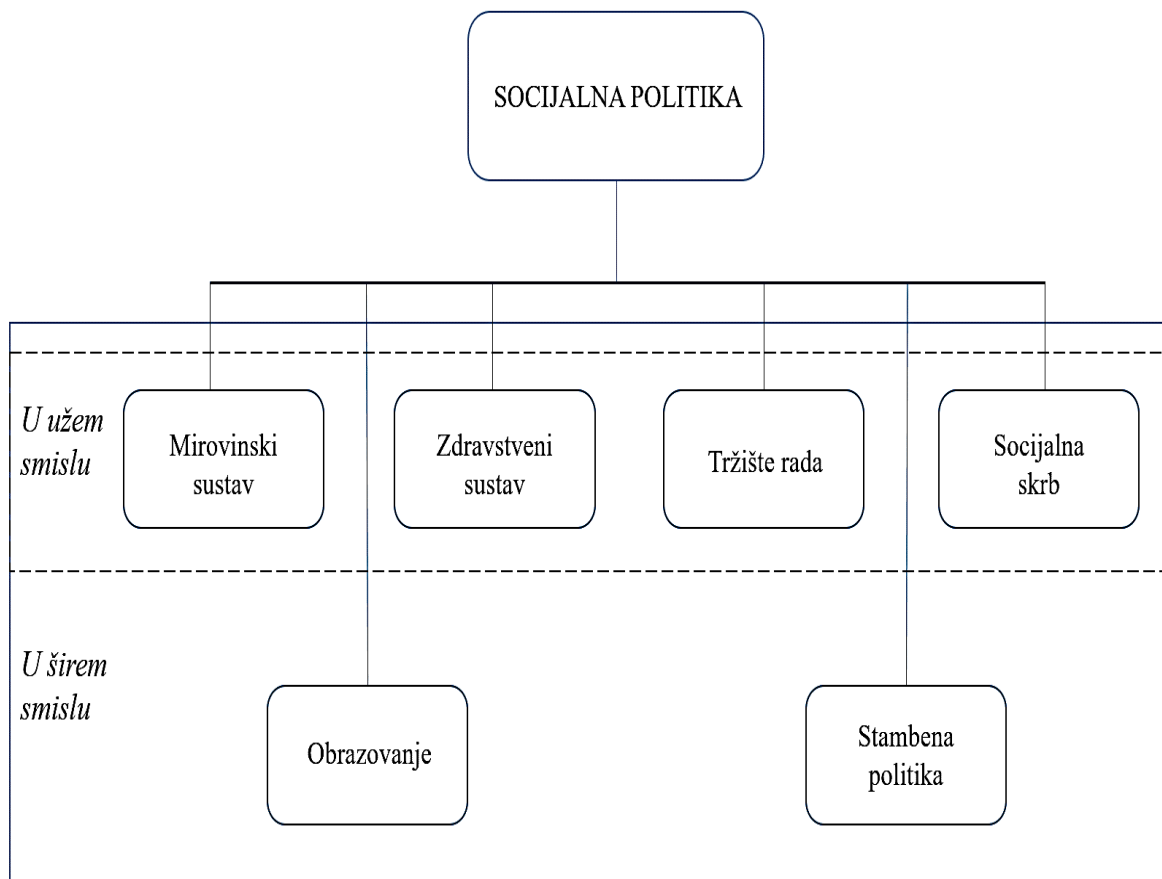 SOCIJALNA POLITIKA
U užem
smislu
Mirovinski
sustav
Zdravstveni
sustav
Tržište rada
Socijalna
skrb
U širem
smislu
Obrazovanje
Stambena
politika